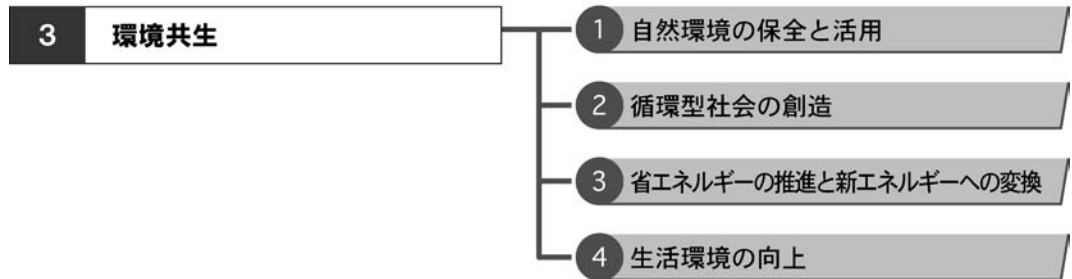 3 環境共生
1 自然環境の保全と活用
2 循環型社会の創造
3 省エネルギーの推進と新エネルギーへの変換
4 生活環境の向上